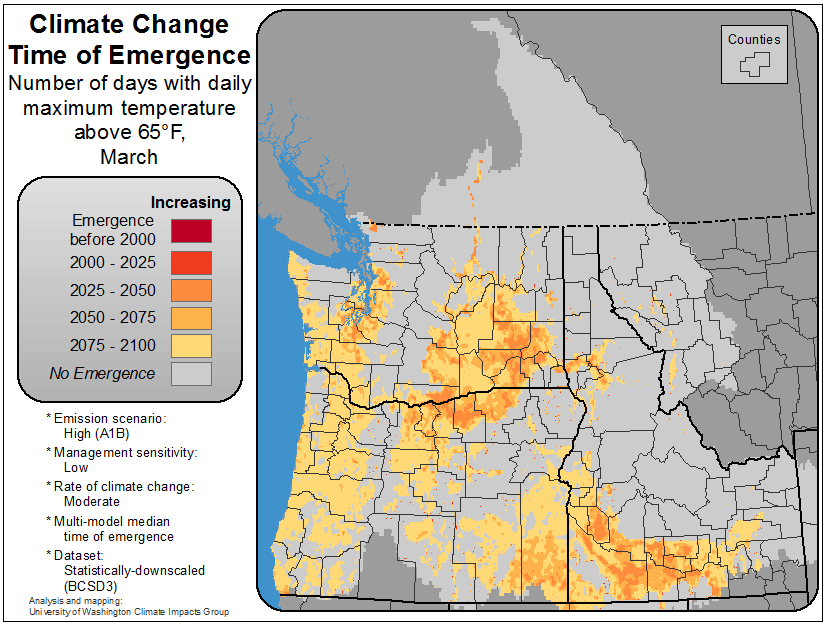 Climate Change
Time of Emergence
Number of days with daily
maximum temperature
above 65°F,
March
Counties
Increasing
Emergence
before 2000
2000 - 2025
2025 - 2050
2050 - 2075
2075 - 2100
No Emergence
* Emission scenario:
High (A1B)
* Management sensitivity:
Low
* Rate of climate change:
Moderate
* Multi-model median
time of emergence
* Dataset:
Statistically-downscaled
(BCSD3)
Analysis and mapping:
University of Washington Climate Impacts Group